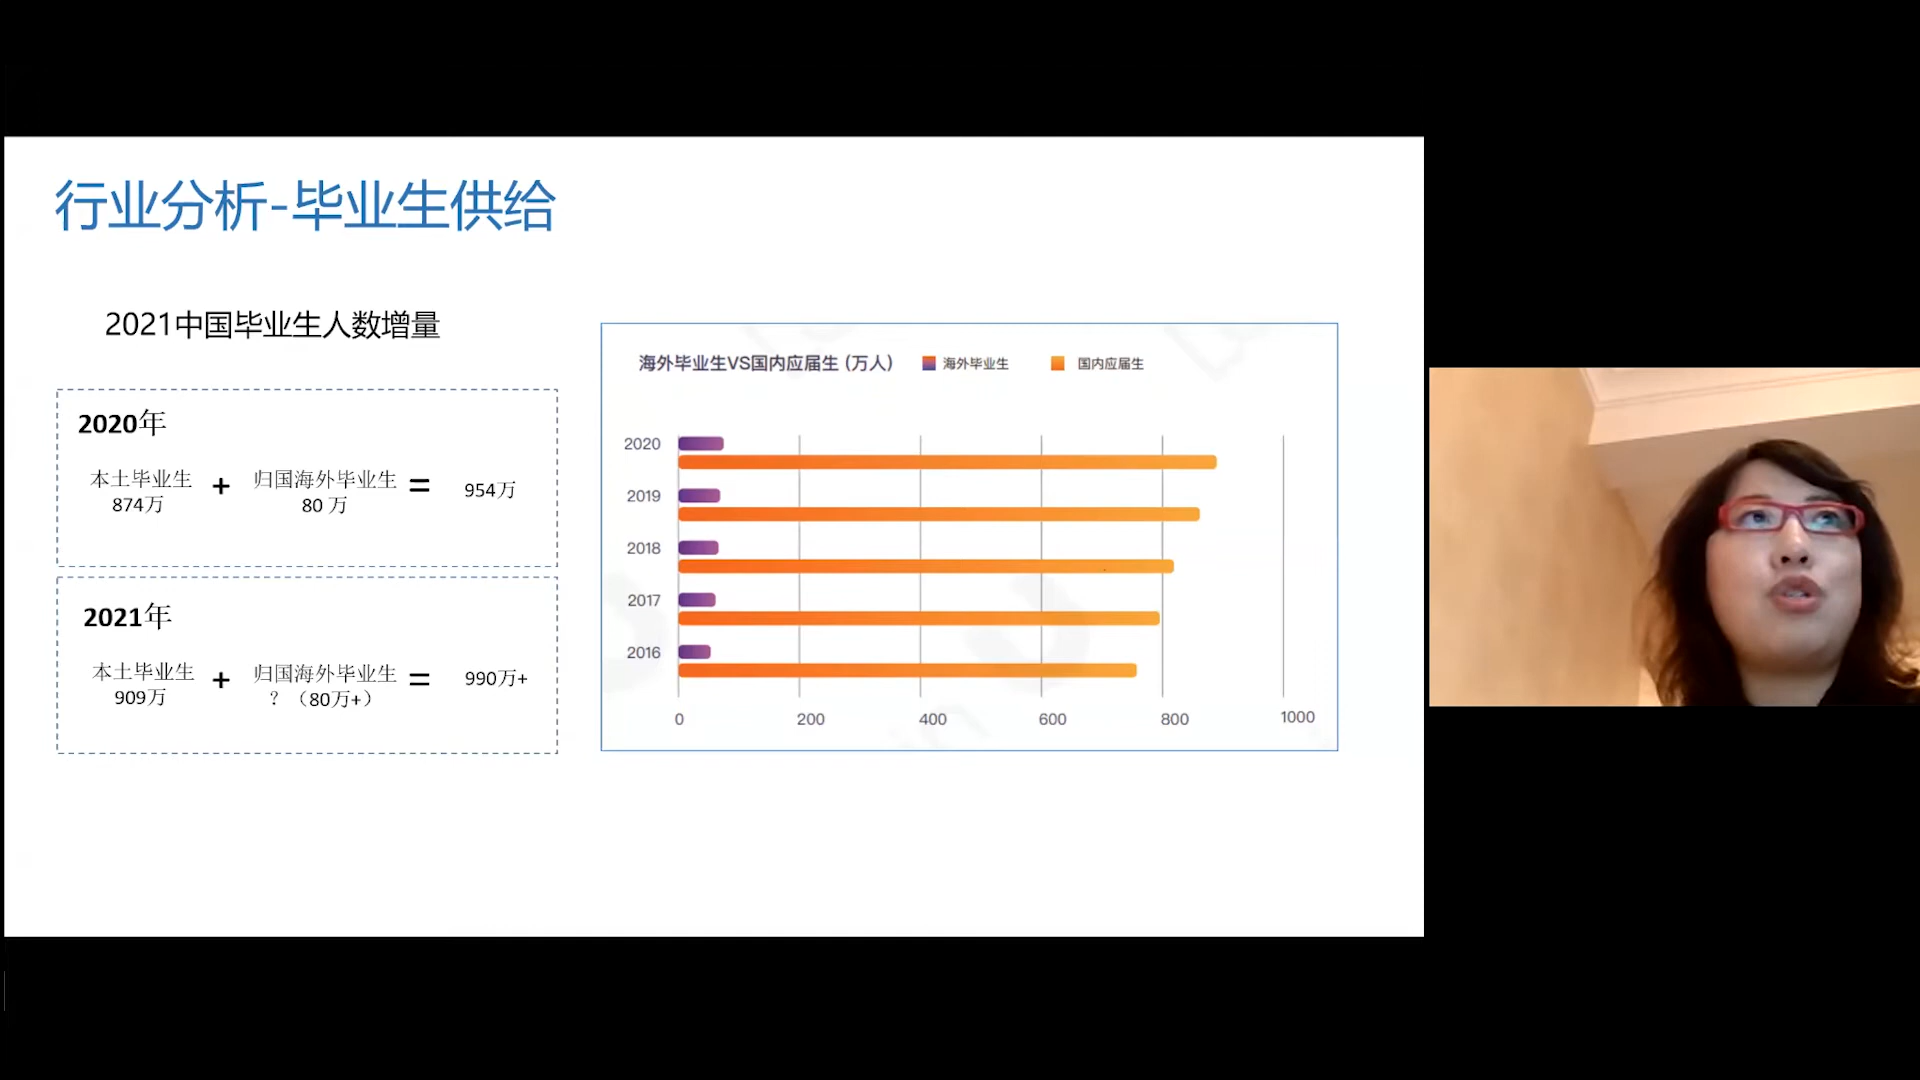 行业分析-毕业生供给
2021中国毕业生人数增量
2020年
本土毕业生 + 归国海外毕业生 = 954万
874万 80 万
2021年
本土毕业生 + 归国海外毕业生 = 990万+
909万 ？（80万+）
海外毕业生VS国内应届生 (万人) 海外毕业生 国内应届生
2020
2019
2018
2017
2016
0 200 400 600 800 1000